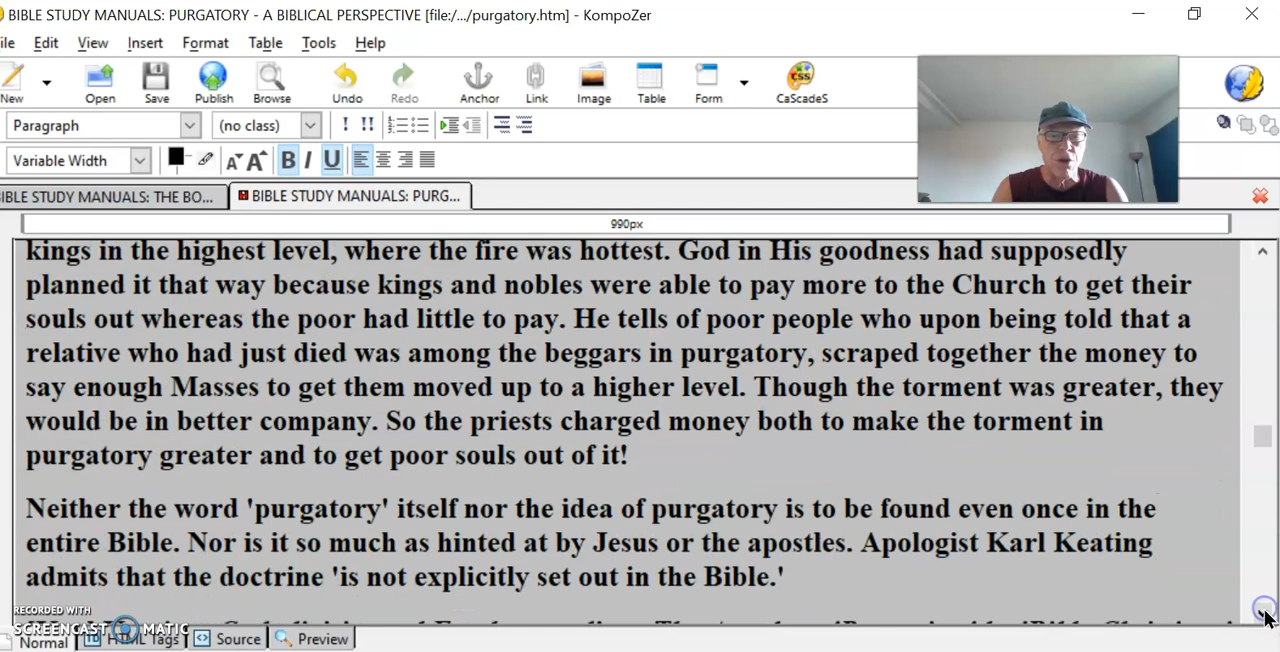 BIBLE STUDY MANUALS: PURGATORY - A BIBLICAL PERSPECTIVE [file:/.../purgatory.htm] - KompoZer
ile Edit View Insert Format Table Tools Help
New Open Save Publish Browse Undo Redo Anchor Link Image Table Form CaScadeS
Paragraph (no class) ! !!
Variable Width A A B I U
IBLE STUDY MANUALS: THE BO... BIBLE STUDY MANUALS: PURG...
990px
kings in the highest level, where the fire was hottest. God in His goodness had supposedly
planned it that way because kings and nobles were able to pay more to the Church to get their
souls out whereas the poor had little to pay. He tells of poor people who upon being told that a
relative who had just died was among the beggars in purgatory, scraped together the money to
say enough Masses to get them moved up to a higher level. Though the torment was greater, they
would be in better company. So the priests charged money both to make the torment in
purgatory greater and to get poor souls out of it!
Neither the word 'purgatory' itself nor the idea of purgatory is to be found even once in the
entire Bible. Nor is it so much as hinted at by Jesus or the apostles. Apologist Karl Keating
admits that the doctrine 'is not explicitly set out in the Bible.'
RECORDED WITH
SCREENCAST MATIC
Normal HTML Tags Source Preview